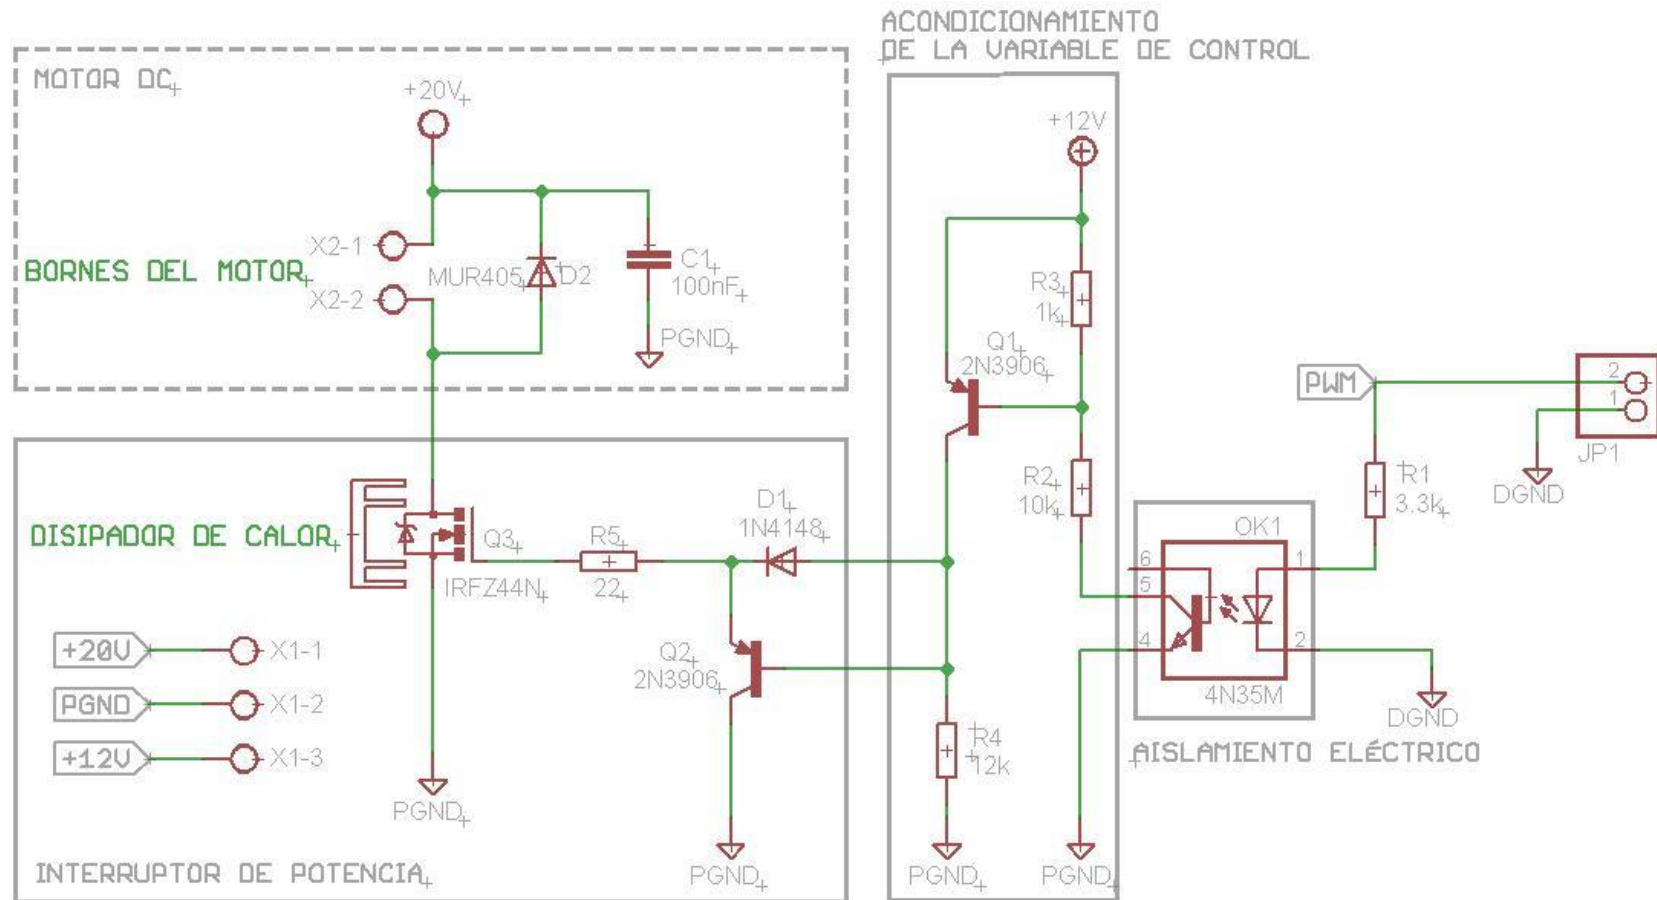 ACONDICIONAMIENTO
DE LA VARIABLE DE CONTROL
MOTOR DC
+20V
+12V
X2-1
BORNES DEL MOTOR
X2-2
MUR405
D2
C1
100nF
PGND
R3
1k
Q1
2N3906
PWM
2
1
JP1
DGND
R2
10k
R1
3.3k
DISIPADOR DE CALOR
Q3
IRFZ44N
R5
22
D1
1N4148
OK1
6
5
4
1
2
4N35M
DGND
AISLAMIENTO ELÉCTRICO
+20V
X1-1
PGND
X1-2
+12V
X1-3
Q2
2N3906
R4
12k
PGND
PGND
PGND
PGND
INTERRUPTOR DE POTENCIA